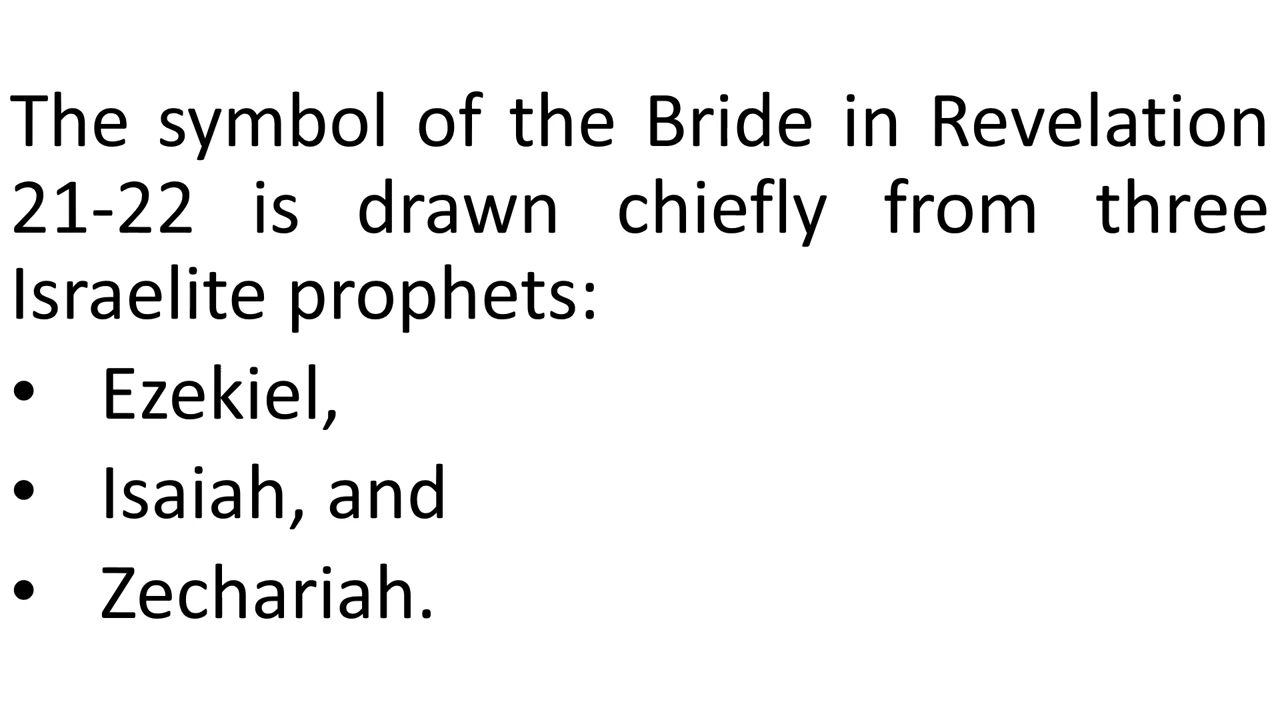 The symbol of the Bride in Revelation
21-22 is drawn chiefly from three
Israelite prophets:
• Ezekiel,
• Isaiah, and
• Zechariah.